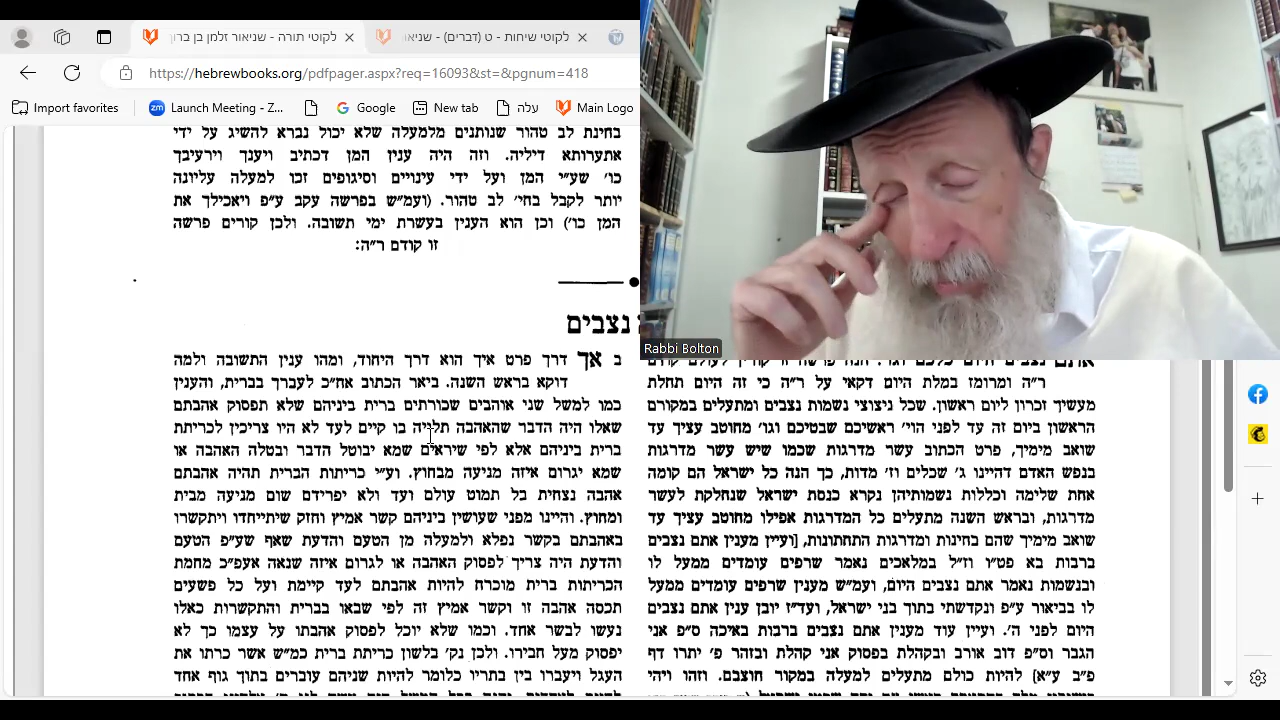 לקוטי תורה - שניאור זלמן בן ברוך
לקוטי שיחות - ט (דברים) - שניאור
https://hebrewbooks.org/pdfpager.aspx?req=16093&st=&pgnum=418
Import favorites
Launch Meeting - Z...
Google
New tab
עלה
Main Logo
Rabbi Bolton
בחינת לב טהור שנותנים מלמעלה שלא יכול נברא להשיג על ידי
אתערותא דיליה. וזה היה ענין המן דכתיב ויענך וירעיבך
כו׳ שע״י המן ועל ידי עינויים וסיגופים זכו למעלה עליונה
יותר לקבל בחי׳ לב טהור. (ועמ״ש בפרשה עקב ע״פ ויאכילך את
המן כו׳) וכן הוא הענין בעשרת ימי תשובה. ולכן קורים פרשה
זו קודם ר״ה:
נצבים
ר״ה ומרומז במלת היום דקאי על ר״ה כי זה היום תחלת
מעשיך זכרון ליום ראשון. שכל ניצוצי נשמות נצבים ומתעלים במקורם
הראשון ביום זה עד לפני הוי׳ ראשיכם שבטיכם וגו׳ מחוטב עציך עד
שואב מימיך, פרט הכתוב עשר מדרגות שכמו שיש עשר מדרגות
בנפש האדם דהיינו ג׳ שכלים וז׳ מדות, כך הנה כל ישראל הם קומה
אחת שלימה וכללות נשמותיהן נקרא כנסת ישראל שנחלקת לעשר
מדרגות, ובראש השנה מתעלים כל המדרגות אפילו מחוטב עציך עד
שואב מימיך שהם בחינות ומדרגות התחתונות, [ועיין מענין אתם נצבים
ברבות בא פט״ו וז״ל במלאכים נאמר שרפים עומדים ממעל לו
ובנשמות נאמר אתם נצבים היום, ועמ״ש מענין שרפים עומדים ממעל
לו בביאור ע״פ ונקדשתי בתוך בני ישראל, ועד״ז יובן ענין אתם נצבים
היום לפני ה׳. ועיין עוד מענין אתם נצבים ברבות באיכה ס״פ אני
הגבר וס״פ דוב אורב ובקהלת בפסוק אני קהלת ובזהר פ׳ יתרו דף
פ״ב ע״א] להיות כולם מתעלים למעלה במקור חוצבם. וזהו ויהי
ב אך דרך פרט איך הוא דרך היחוד, ומהו ענין התשובה ולמה
דוקא בראש השנה. ביאר הכתוב אח״כ לעברך בברית, והענין
כמו למשל שני אוהבים שכורתים ברית ביניהם שלא תפסוק אהבתם
שאלו היה הדבר שהאהבה תלויה בו קיים לעד לא היו צריכין לכריתת
ברית ביניהם אלא לפי שיראים שמא יבוטל הדבר ובטלה האהבה או
שמא יגרום איזה מניעה מבחוץ. וע״י כריתות הברית תהיה אהבתם
אהבה נצחית בל תמוט עולם ועד ולא יפרידם שום מניעה מבית
ומחוץ. והיינו מפני שעושין ביניהם קשר אמיץ וחזק שיתייחדו ויתקשרו
באהבתם בקשר נפלא ולמעלה מן הטעם והדעת שאף שע״פ הטעם
והדעת היה צריך לפסוק האהבה או לגרום איזה שנאה אעפ״כ מחמת
הכריתות ברית מוכרח להיות אהבתם לעד קיימת ועל כל פשעים
תכסה אהבה זו וקשר אמיץ זה לפי שבאו בברית והתקשרות כאלו
נעשו לבשר אחד. וכמו שלא יוכל לפסוק אהבתו על עצמו כך לא
יפסוק מעל חבירו. ולכן נק׳ בלשון כריתת ברית כמ״ש אשר כרתו את
העגל ויעברו בין בתריו כלומר להיות שניהם עוברים בתוך גוף אחד